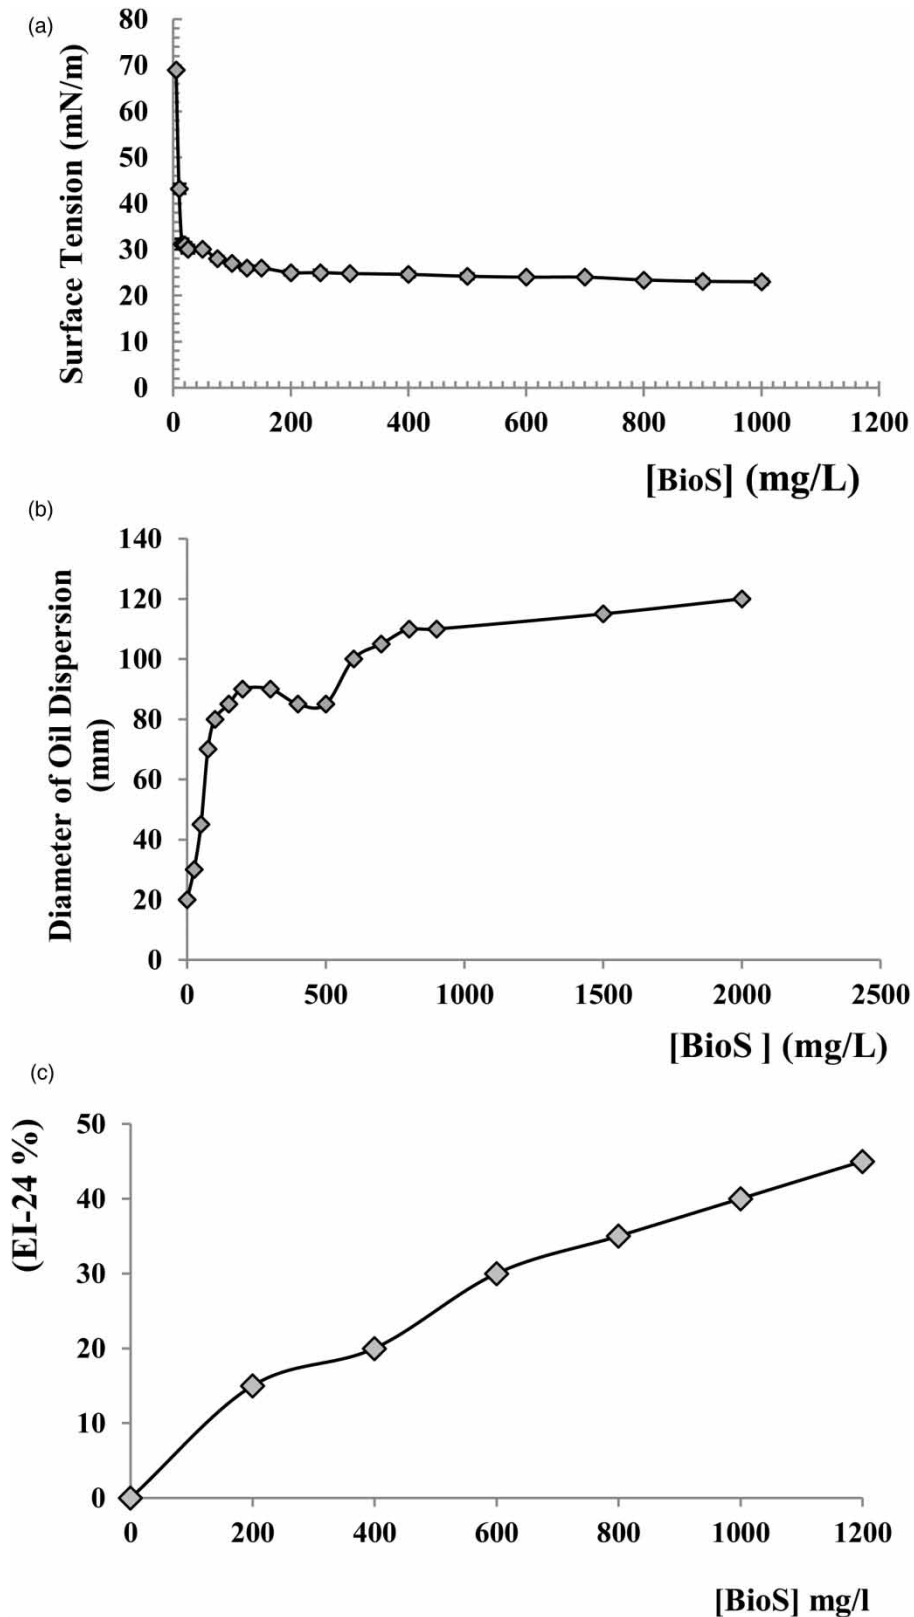 (a)
Surface Tension (mN/m)
80
70
60
50
40
30
20
10
0
0 200 400 600 800 1000 1200
[BioS] (mg/L)
(b)
Diameter of Oil Dispersion
(mm)
140
120
100
80
60
40
20
0
0 500 1000 1500 2000 2500
[BioS ] (mg/L)
(c)
(EI-24 %)
50
40
30
20
10
0
0 200 400 600 800 1000 1200
[BioS] mg/l